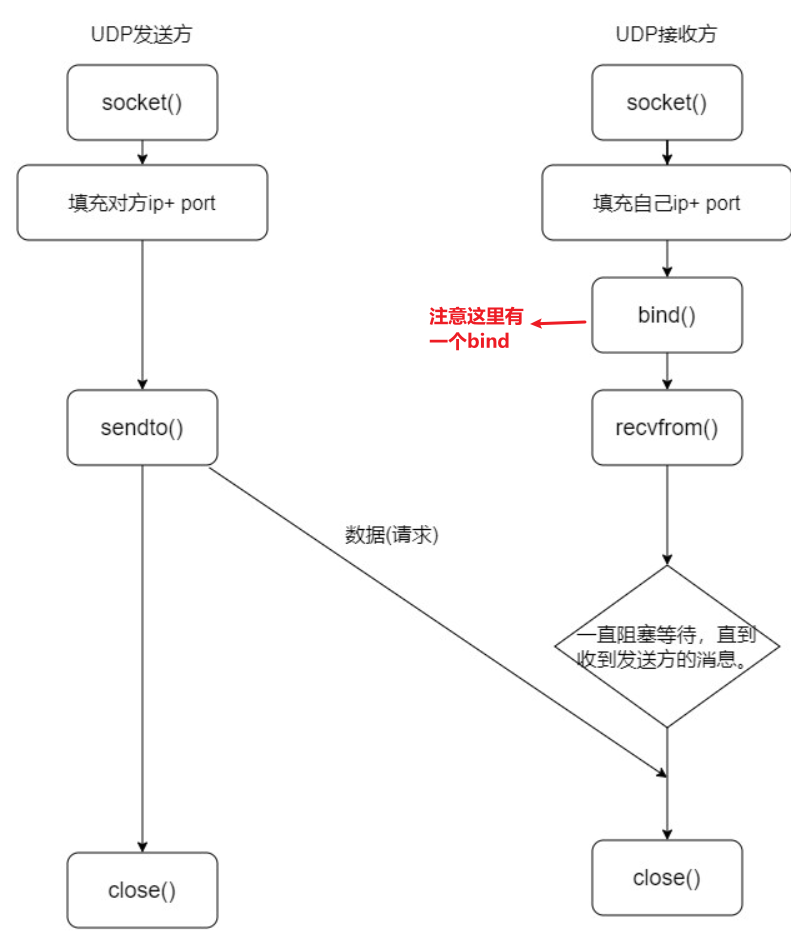 UDP发送方
socket()
填充对方ip+ port
sendto()
close()
数据(请求)
UDP接收方
socket()
填充自己ip+ port
bind()
注意这里有
一个bind
recvfrom()
一直阻塞等待，直到
收到发送方的消息。
close()